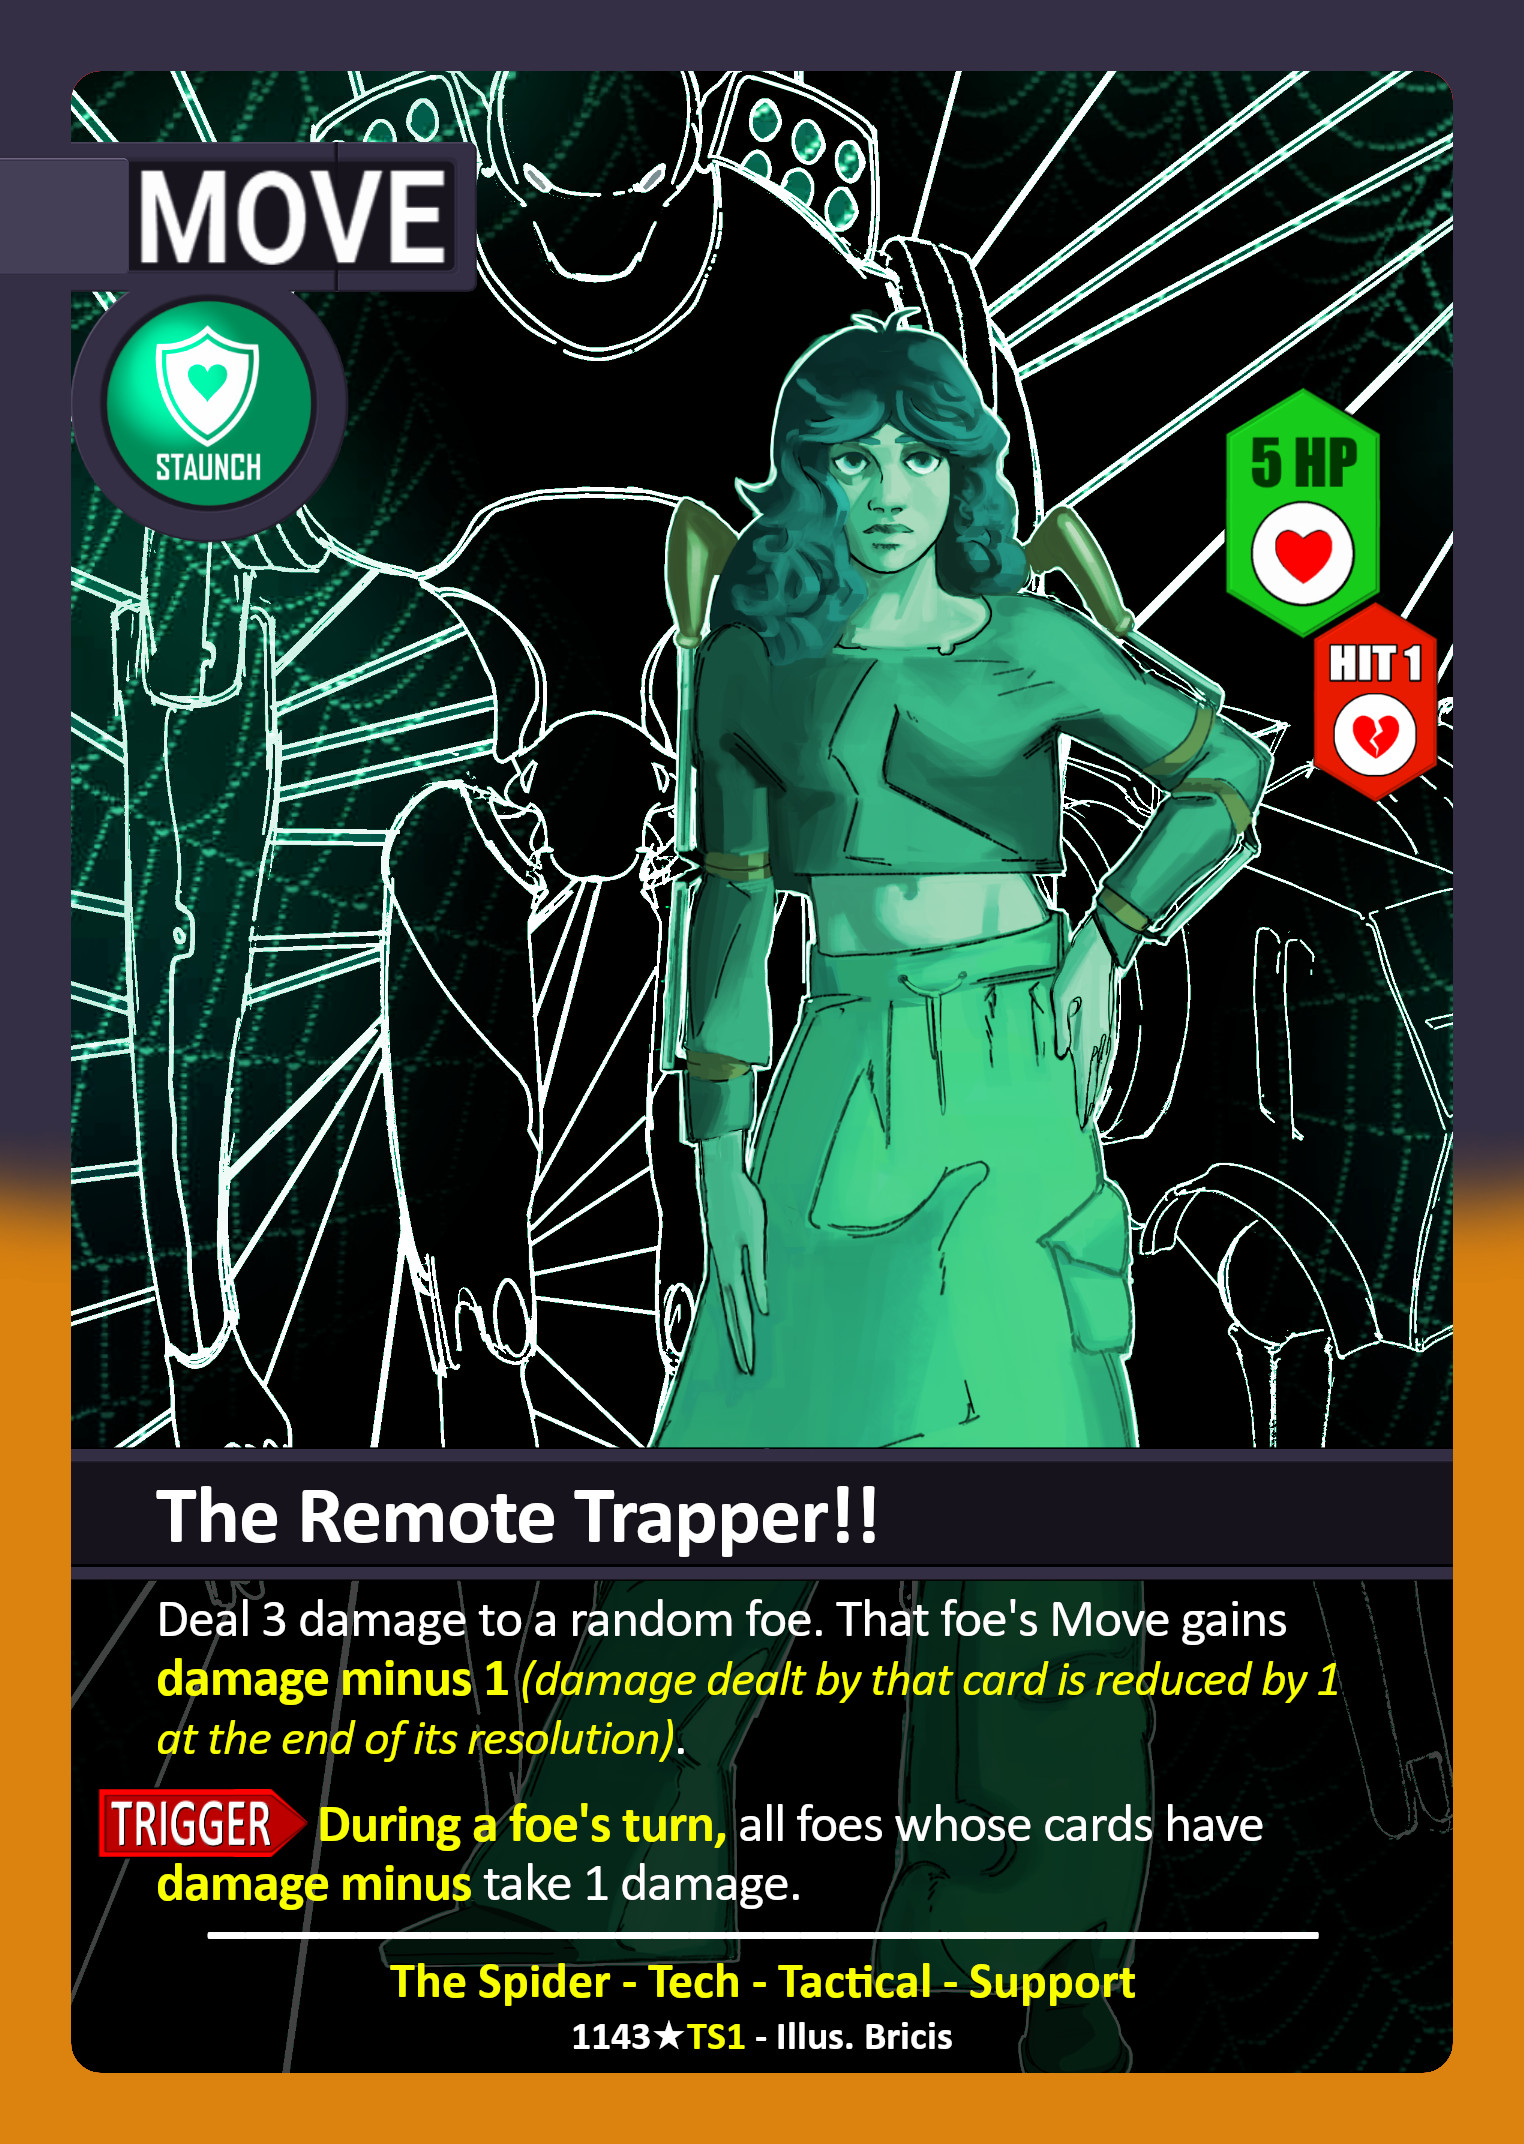 MOVE
STAUNCH
5 HP
HIT 1
The Remote Trapper!!
Deal 3 damage to a random foe. That foe's Move gains
damage minus 1 (damage dealt by that card is reduced by 1
at the end of its resolution).
TRIGGER During a foe's turn, all foes whose cards have
damage minus take 1 damage.
The Spider - Tech - Tactical - Support
1143★TS1 - Illus. Bricis